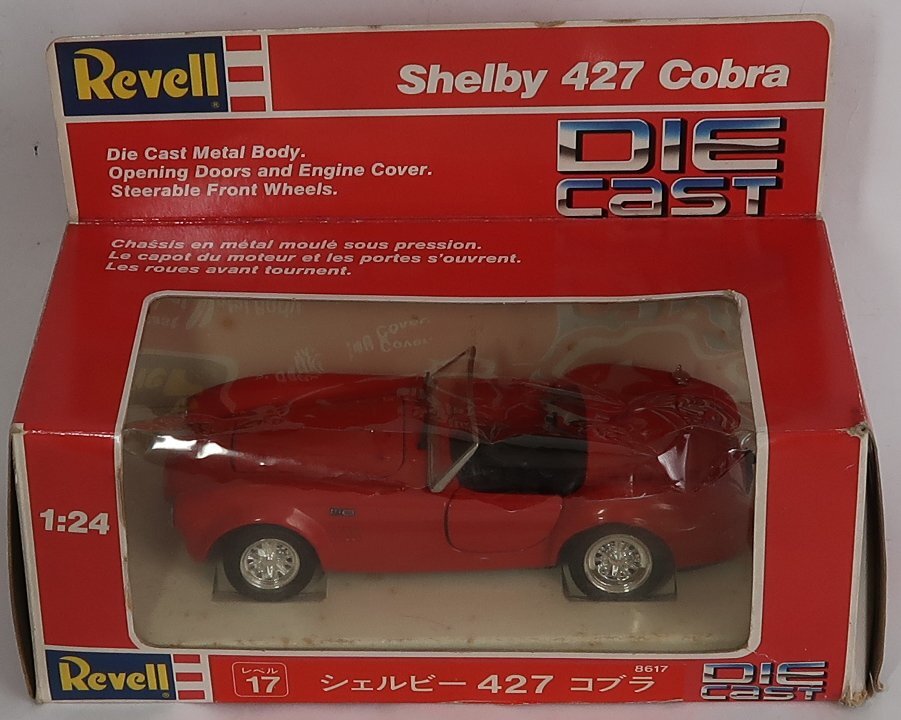 Revell
Shelby 427 Cobra
Die Cast Metal Body.
Opening Doors and Engine Cover.
Steerable Front Wheels.
DIE
CAST
Chassis en métal moulé sous pression.
Le capot du moteur et les portes s'ouvrent.
Les roues avant tournent.
1:24
Revell
レベル
17
シェルビー 427 コブラ
8617
DIE
CAST